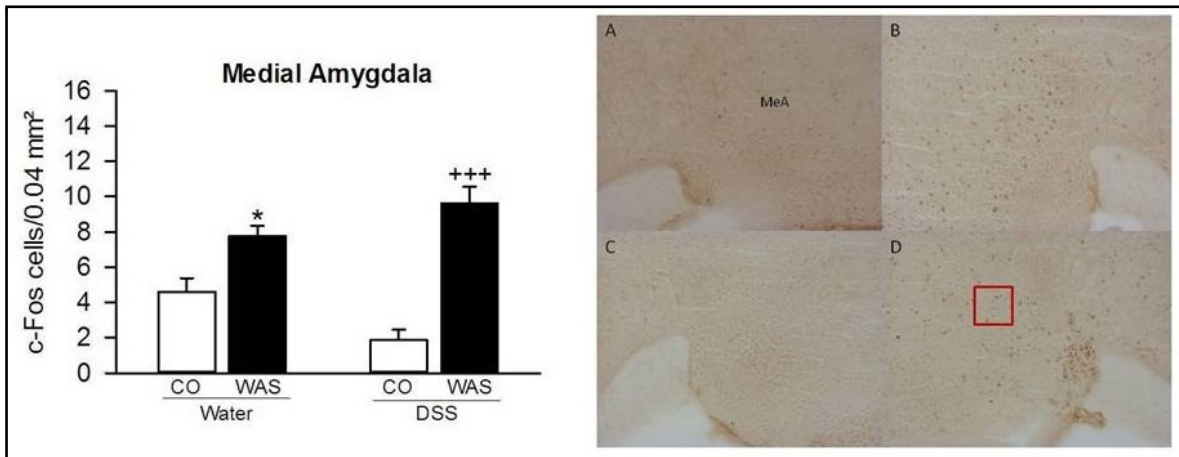 Medial Amygdala
c-Fos cells/0.04 mm²
16
14
12
10
8
6
4
2
0
*
+++
CO WAS CO WAS
Water DSS
A
B
MeA
C
D